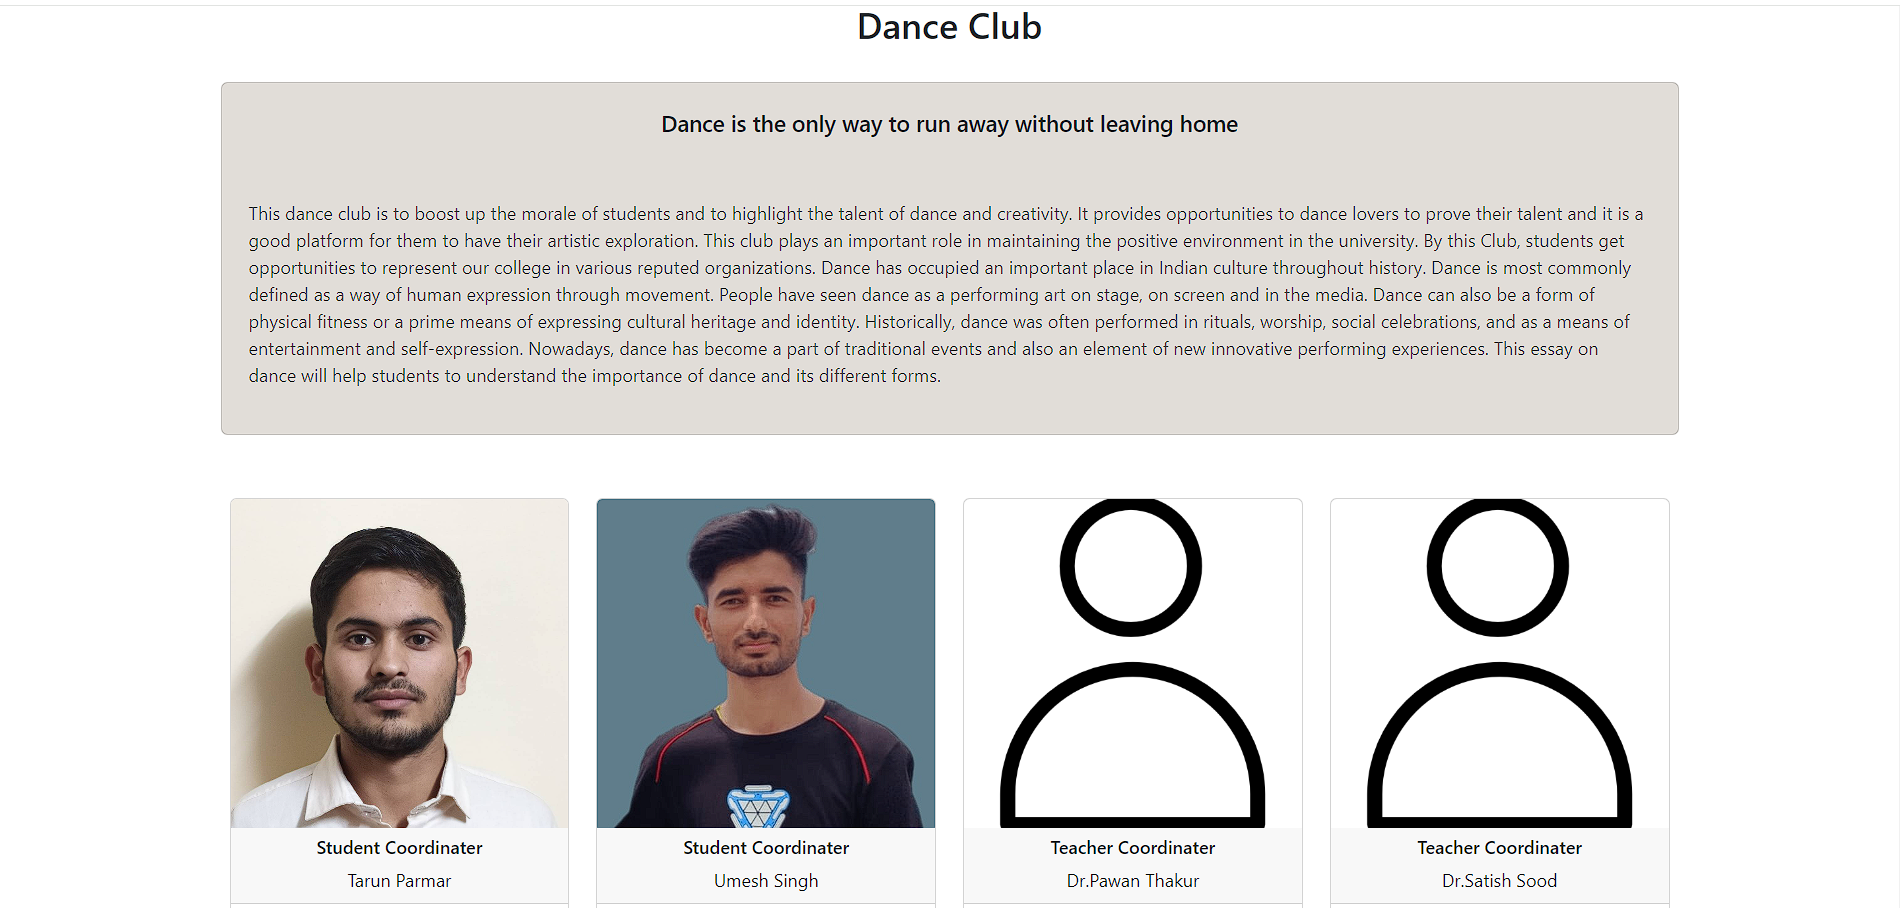 Dance Club
Dance is the only way to run away without leaving home
This dance club is to boost up the morale of students and to highlight the talent of dance and creativity. It provides opportunities to dance lovers to prove their talent and it is a
good platform for them to have their artistic exploration. This club plays an important role in maintaining the positive environment in the university. By this Club, students get
opportunities to represent our college in various reputed organizations. Dance has occupied an important place in Indian culture throughout history. Dance is most commonly
defined as a way of human expression through movement. People have seen dance as a performing art on stage, on screen and in the media. Dance can also be a form of
physical fitness or a prime means of expressing cultural heritage and identity. Historically, dance was often performed in rituals, worship, social celebrations, and as a means of
entertainment and self-expression. Nowadays, dance has become a part of traditional events and also an element of new innovative performing experiences. This essay on
dance will help students to understand the importance of dance and its different forms.
Student Coordinater
Tarun Parmar
Student Coordinater
Umesh Singh
Teacher Coordinater
Dr.Pawan Thakur
Teacher Coordinater
Dr.Satish Sood